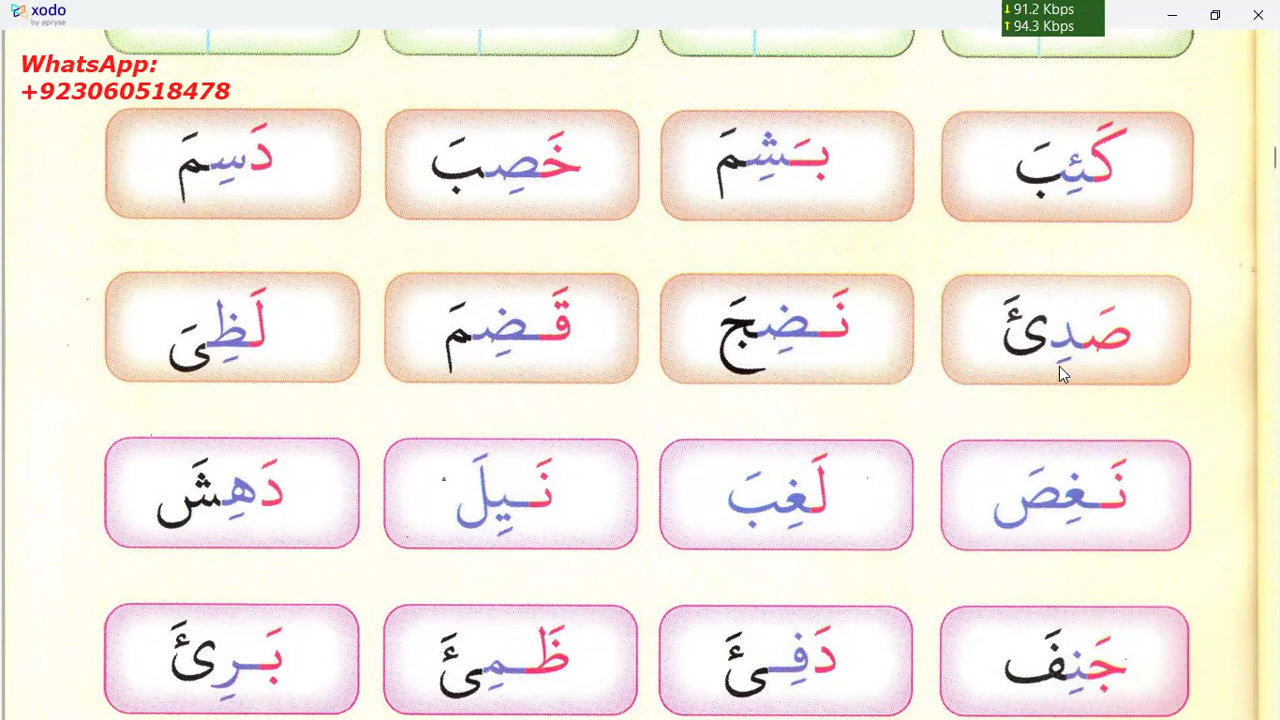 xodo
by apryse
↓ 91.2 Kbps
↑ 94.3 Kbps
WhatsApp:
+923060518478
كَئِبَ بَشِمَ خَصِبَ دَسِمَ
صَدِئَ نَضِجَ قَضِمَ لَظِىَ
نَغِصَ لَغِبَ نَيِلَ دَهِشَ
جَنِفَ دَفِئَ ظَمِئَ بَرِئَ